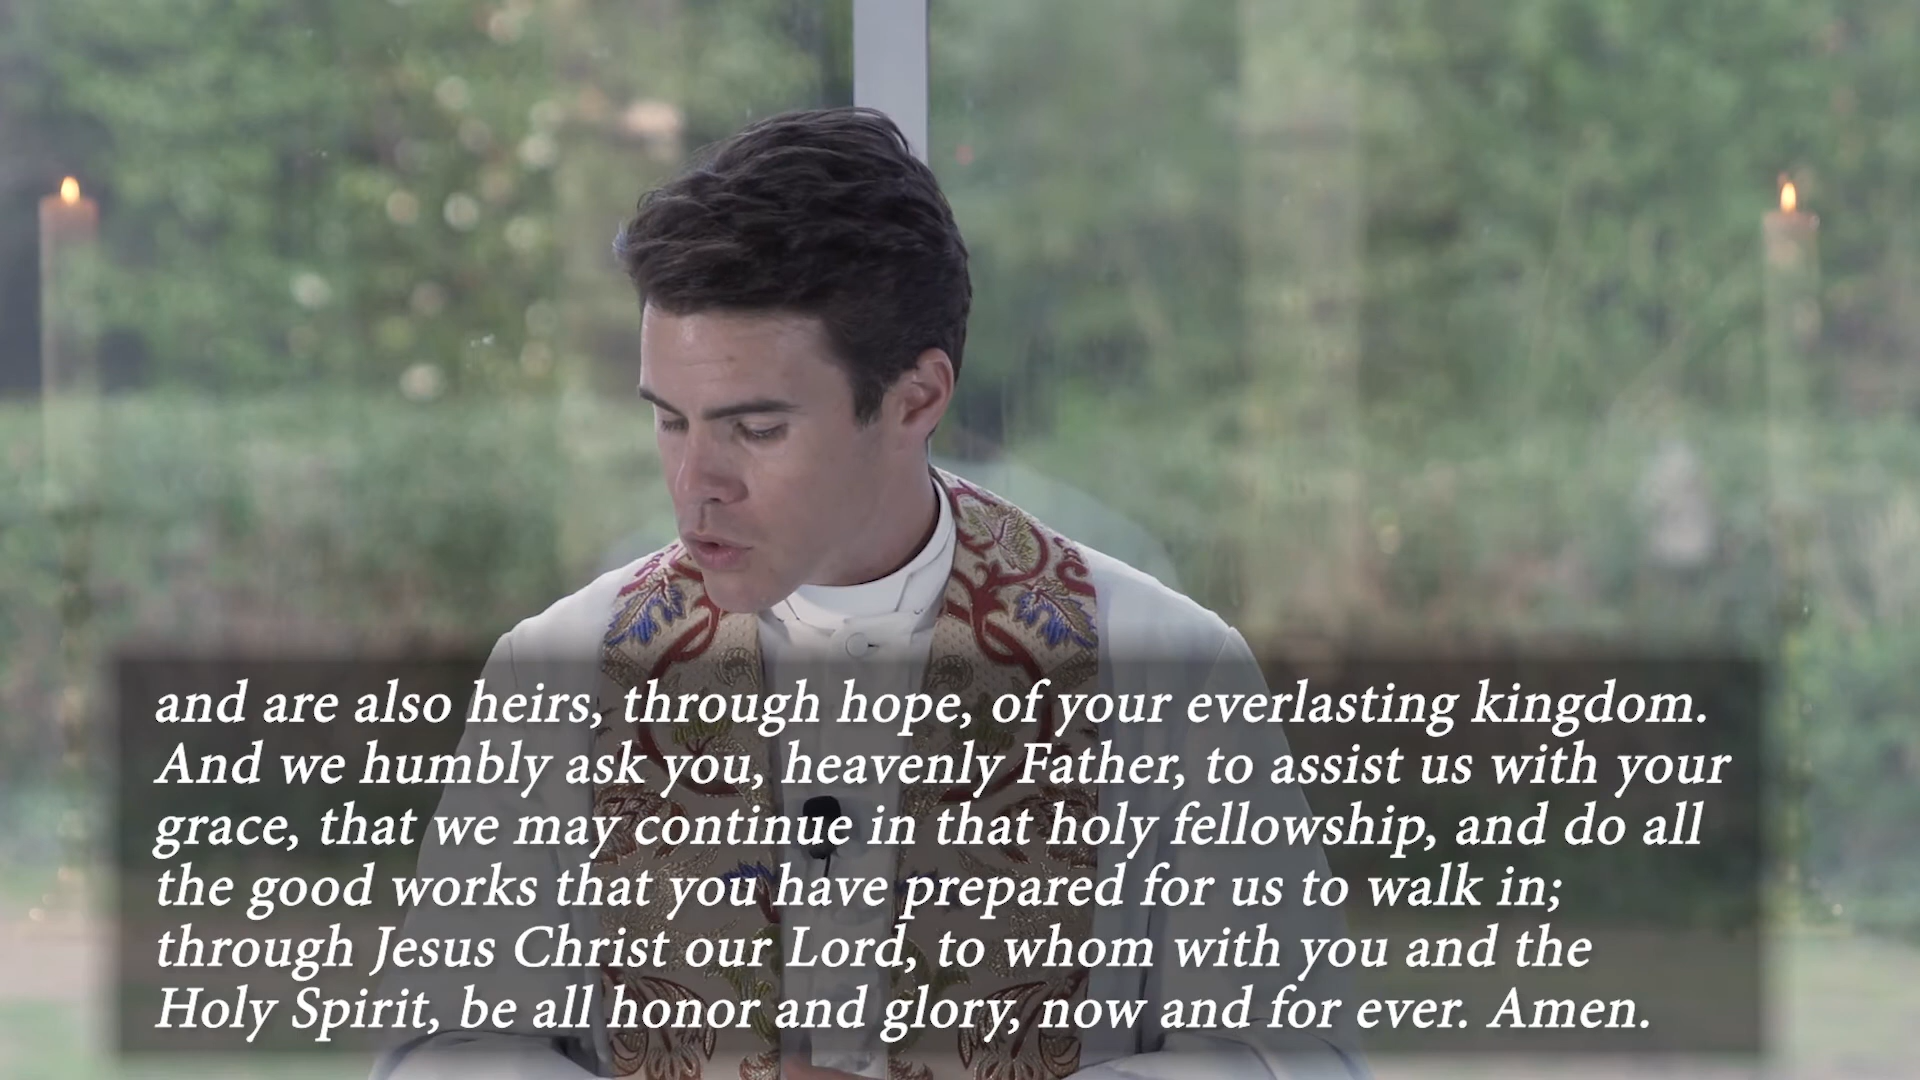 and are also heirs, through hope, of your everlasting kingdom.
And we humbly ask you, heavenly Father, to assist us with your
grace, that we may continue in that holy fellowship, and do all
the good works that you have prepared for us to walk in;
through Jesus Christ our Lord, to whom with you and the
Holy Spirit, be all honor and glory, now and for ever. Amen.